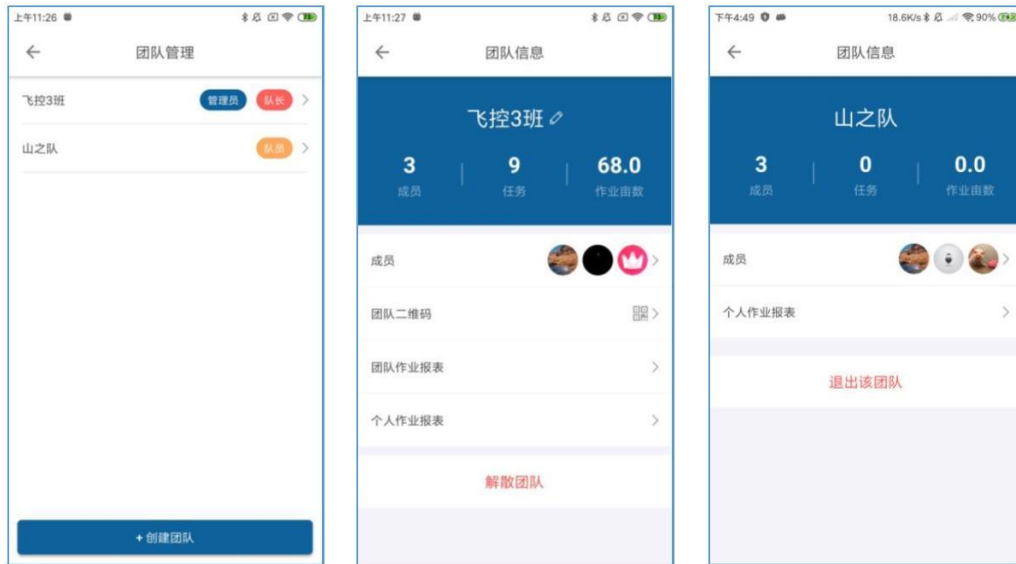 上午11:26
团队管理
飞控3班 管理员 队长
山之队 队员
+ 创建团队
上午11:27
团队信息
飞控3班
3 9 68.0
成员 任务 作业亩数
成员
团队二维码
团队作业报表
个人作业报表
解散团队
下午4:49 18.6K/s 90%
团队信息
山之队
3 0 0.0
成员 任务 作业亩数
成员
个人作业报表
退出该团队